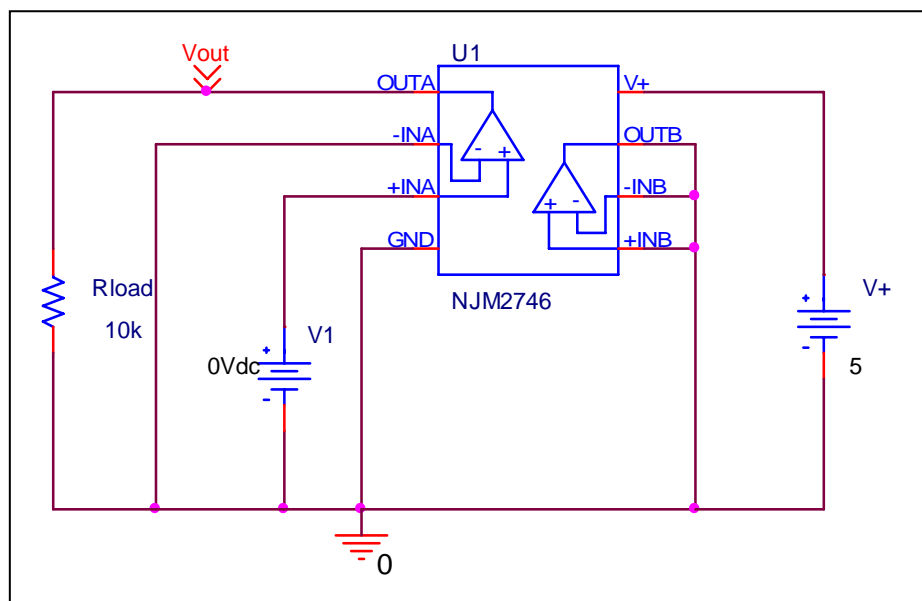 Vout
U1
OUTA
V+
-INA
- +
OUTB
+INA
+ -
-INB
GND
+INB
Rload
10k
NJM2746
V+
+
-
5
V1
+
0Vdc
-
0